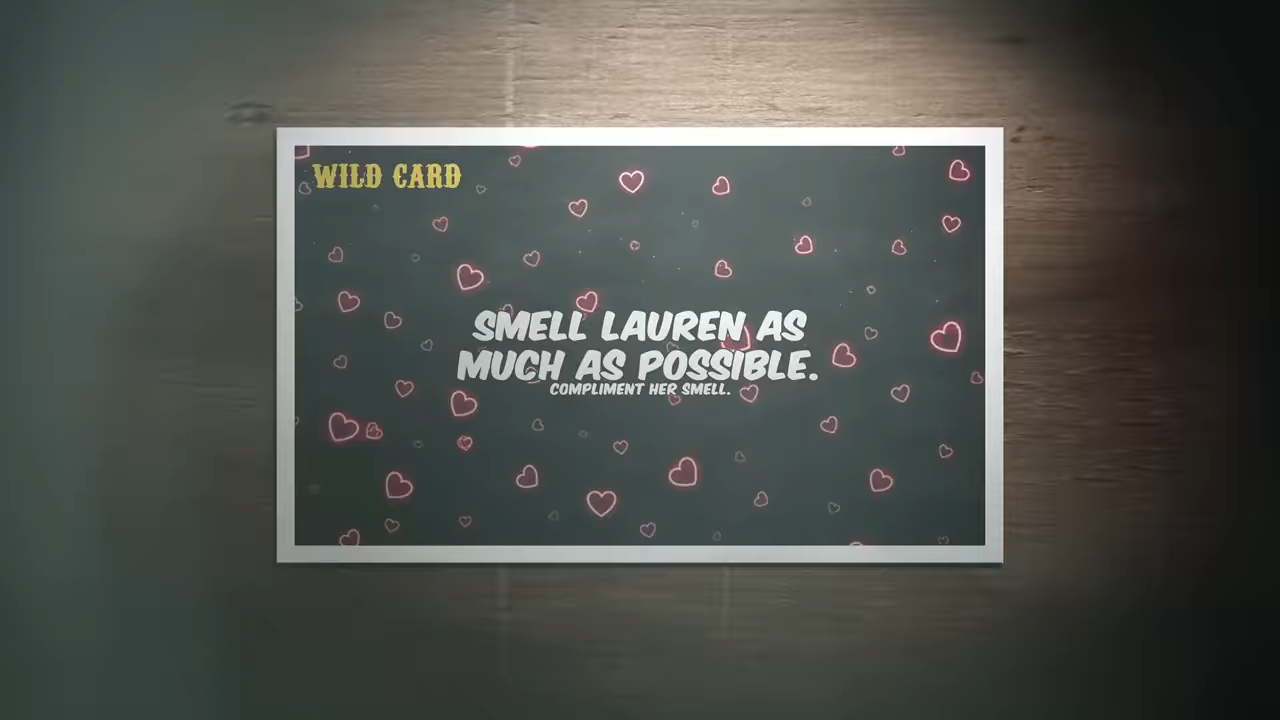 WILD CARD
SMELL LAUREN AS
MUCH AS POSSIBLE.
COMPLIMENT HER SMELL.